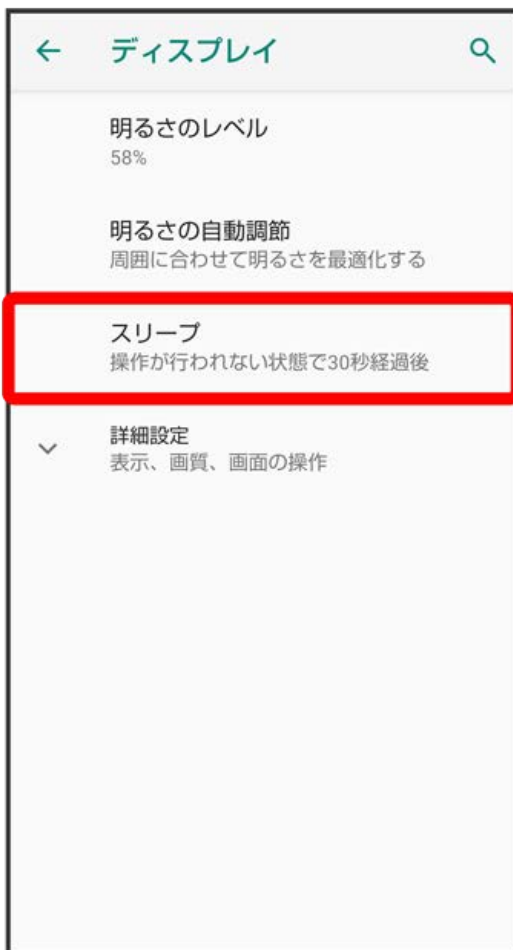 ディスプレイ
明るさのレベル
58%
明るさの自動調節
周囲に合わせて明るさを最適化する
スリープ
操作が行われない状態で30秒経過後
詳細設定
表示、画質、画面の操作